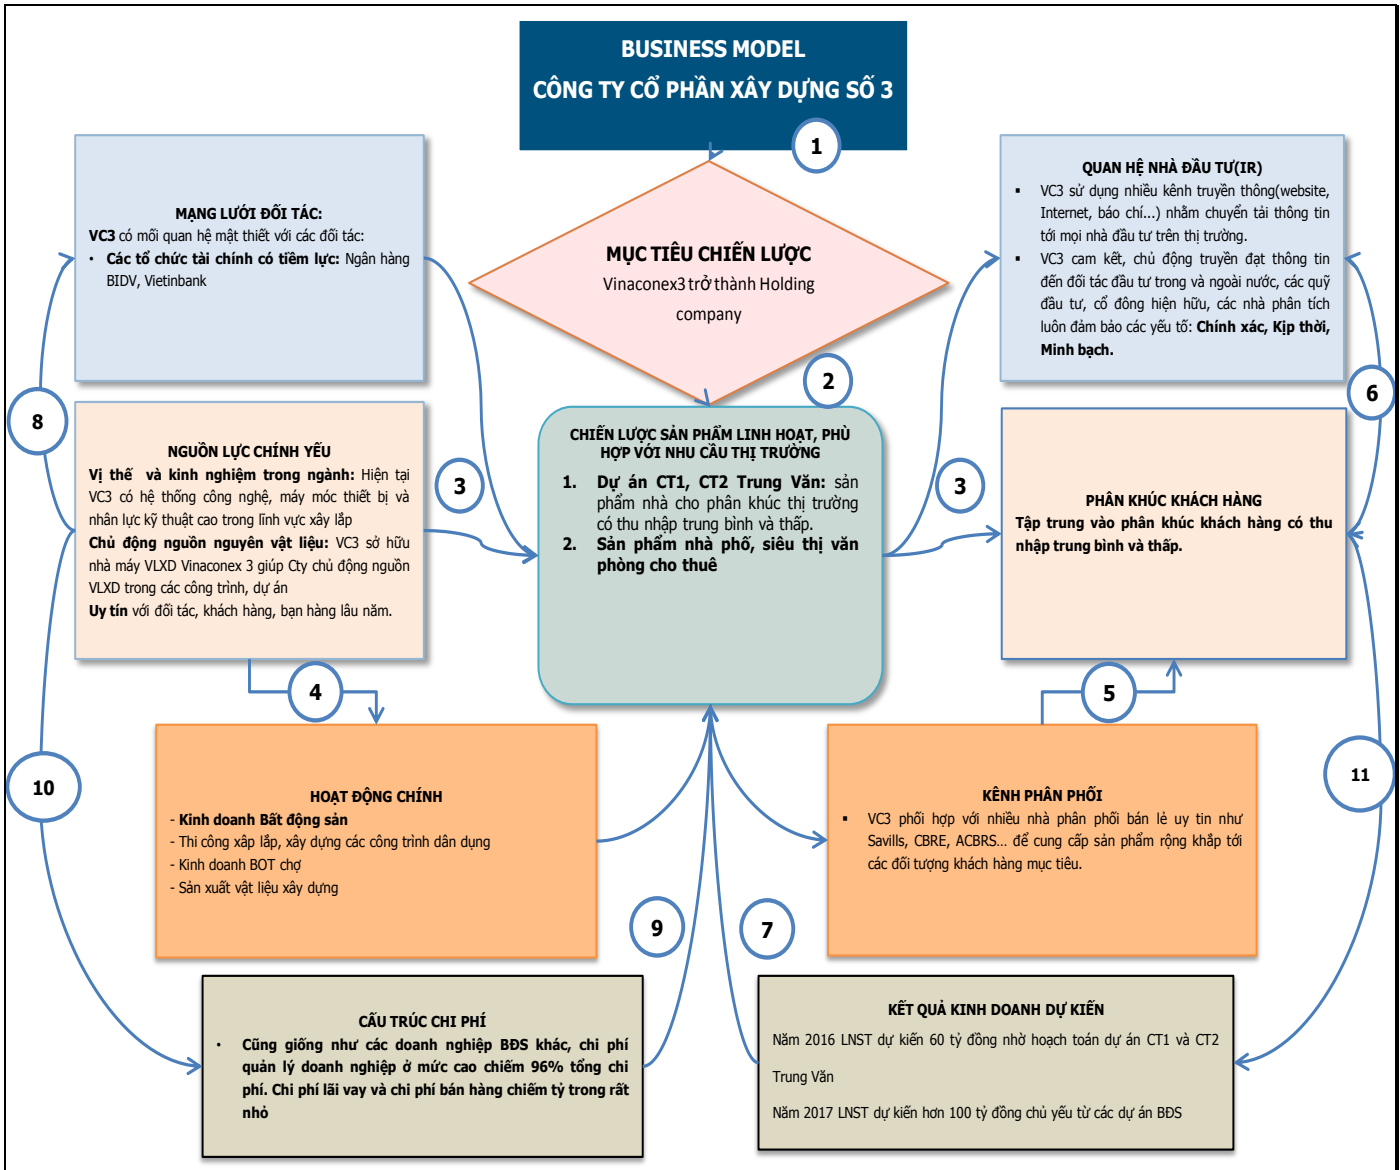 BUSINESS MODEL
CÔNG TY CỔ PHẦN XÂY DỰNG SỐ 3
1
MỤC TIÊU CHIẾN LƯỢC
Vinaconex3 trở thành Holding
company
2
MẠNG LƯỚI ĐỐI TÁC:
VC3 có mối quan hệ mật thiết với các đối tác:
• Các tổ chức tài chính có tiềm lực: Ngân hàng
BIDV, Vietinbank
QUAN HỆ NHÀ ĐẦU TƯ(IR)
▪ VC3 sử dụng nhiều kênh truyền thông(website,
Internet, báo chí...) nhằm chuyển tải thông tin
tới mọi nhà đầu tư trên thị trường.
▪ VC3 cam kết, chủ động truyền đạt thông tin
đến đối tác đầu tư trong và ngoài nước, các quỹ
đầu tư, cổ đông hiện hữu, các nhà phân tích
luôn đảm bảo các yếu tố: Chính xác, Kịp thời,
Minh bạch.
8
6
NGUỒN LỰC CHÍNH YẾU
Vị thế và kinh nghiệm trong ngành: Hiện tại
VC3 có hệ thống công nghệ, máy móc thiết bị và
nhân lực kỹ thuật cao trong lĩnh vực xây lắp
Chủ động nguồn nguyên vật liệu: VC3 sở hữu
nhà máy VLXD Vinaconex 3 giúp Cty chủ động nguồn
VLXD trong các công trình, dự án
Uy tín với đối tác, khách hàng, bạn hàng lâu năm.
3
CHIẾN LƯỢC SẢN PHẨM LINH HOẠT, PHÙ
HỢP VỚI NHU CẦU THỊ TRƯỜNG
1. Dự án CT1, CT2 Trung Văn: sản
phẩm nhà cho phân khúc thị trường
có thu nhập trung bình và thấp.
2. Sản phẩm nhà phố, siêu thị văn
phòng cho thuê
3
PHÂN KHÚC KHÁCH HÀNG
Tập trung vào phân khúc khách hàng có thu
nhập trung bình và thấp.
4
5
10
11
HOẠT ĐỘNG CHÍNH
- Kinh doanh Bất động sản
- Thi công xâp lắp, xây dựng các công trình dân dụng
- Kinh doanh BOT chợ
- Sản xuất vật liệu xây dựng
KÊNH PHÂN PHỐI
▪ VC3 phối hợp với nhiều nhà phân phối bán lẻ uy tin như
Savills, CBRE, ACBRS... để cung cấp sản phẩm rộng khắp tới
các đối tượng khách hàng mục tiêu.
9
7
CẤU TRÚC CHI PHÍ
• Cũng giống như các doanh nghiệp BĐS khác, chi phí
quản lý doanh nghiệp ở mức cao chiếm 96% tổng chi
phí. Chi phí lãi vay và chi phí bán hàng chiếm tỷ trong rất
nhỏ
KẾT QUẢ KINH DOANH DỰ KIẾN
Năm 2016 LNST dự kiến 60 tỷ đồng nhờ hoạch toán dự án CT1 và CT2
Trung Văn
Năm 2017 LNST dự kiến hơn 100 tỷ đồng chủ yếu từ các dự án BĐS